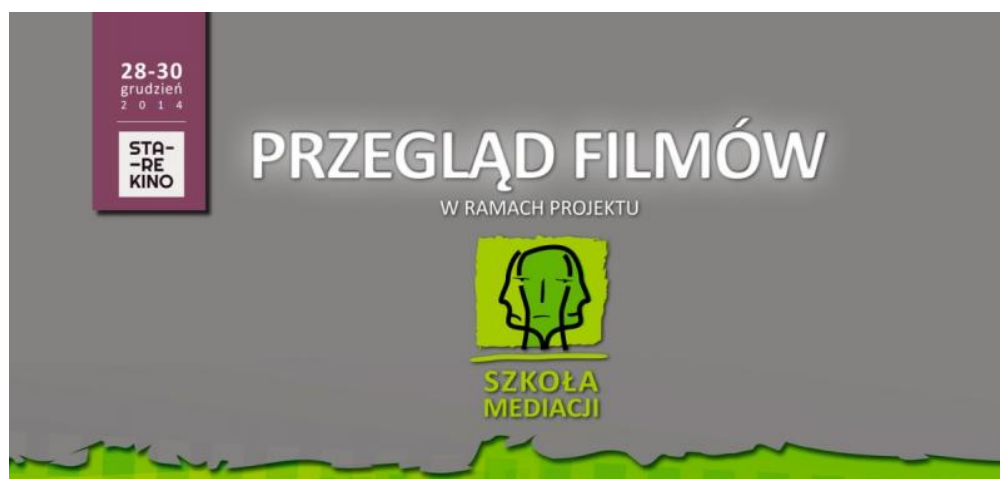 28-30
grudzień
2014
STA-
-RE
KINO
PRZEGLĄD FILMÓW
W RAMACH PROJEKTU
SZKOŁA
MEDIACJI